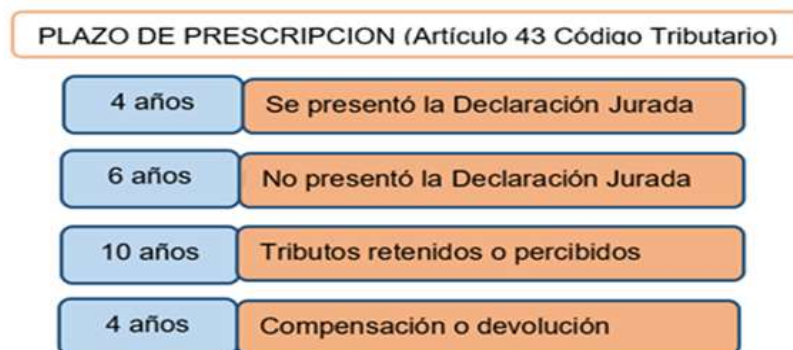 PLAZO DE PRESCRIPCION (Artículo 43 Código Tributario)
4 años Se presentó la Declaración Jurada
6 años No presentó la Declaración Jurada
10 años Tributos retenidos o percibidos
4 años Compensación o devolución